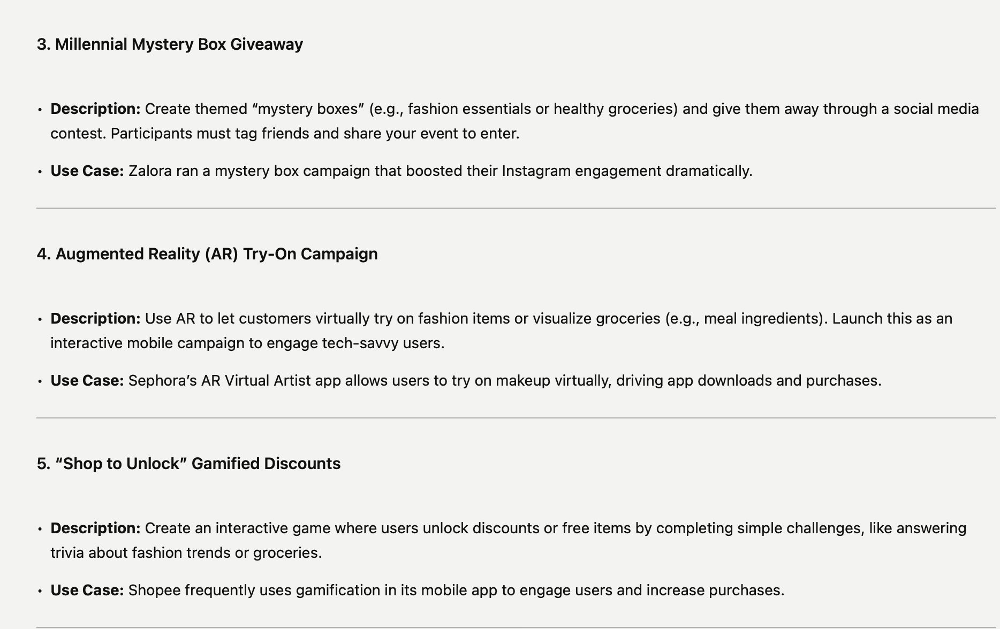 3. Millennial Mystery Box Giveaway
• Description: Create themed “mystery boxes” (e.g., fashion essentials or healthy groceries) and give them away through a social media
contest. Participants must tag friends and share your event to enter.
• Use Case: Zalora ran a mystery box campaign that boosted their Instagram engagement dramatically.
4. Augmented Reality (AR) Try-On Campaign
• Description: Use AR to let customers virtually try on fashion items or visualize groceries (e.g., meal ingredients). Launch this as an
interactive mobile campaign to engage tech-savvy users.
• Use Case: Sephora’s AR Virtual Artist app allows users to try on makeup virtually, driving app downloads and purchases.
5. “Shop to Unlock” Gamified Discounts
• Description: Create an interactive game where users unlock discounts or free items by completing simple challenges, like answering
trivia about fashion trends or groceries.
• Use Case: Shopee frequently uses gamification in its mobile app to engage users and increase purchases.